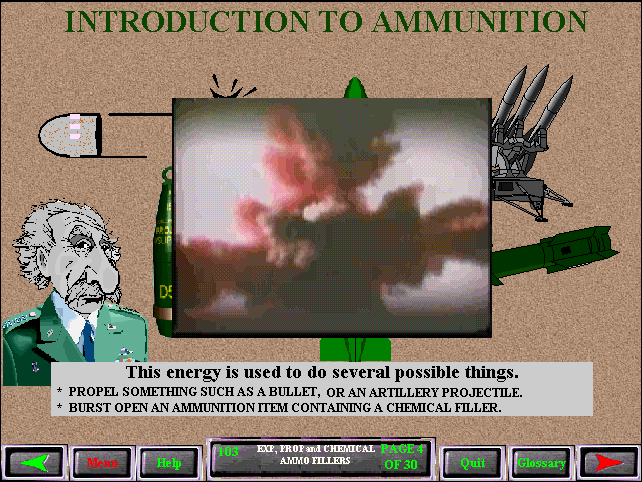 INTRODUCTION TO AMMUNITION
D5
This energy is used to do several possible things.
* PROPEL SOMETHING SUCH AS A BULLET, OR AN ARTILLERY PROJECTILE.
* BURST OPEN AN AMMUNITION ITEM CONTAINING A CHEMICAL FILLER.
Menu
Help
103
EXP, PROP and CHEMICAL
AMMO FILLERS
PAGE 4
OF 30
Quit
Glossary